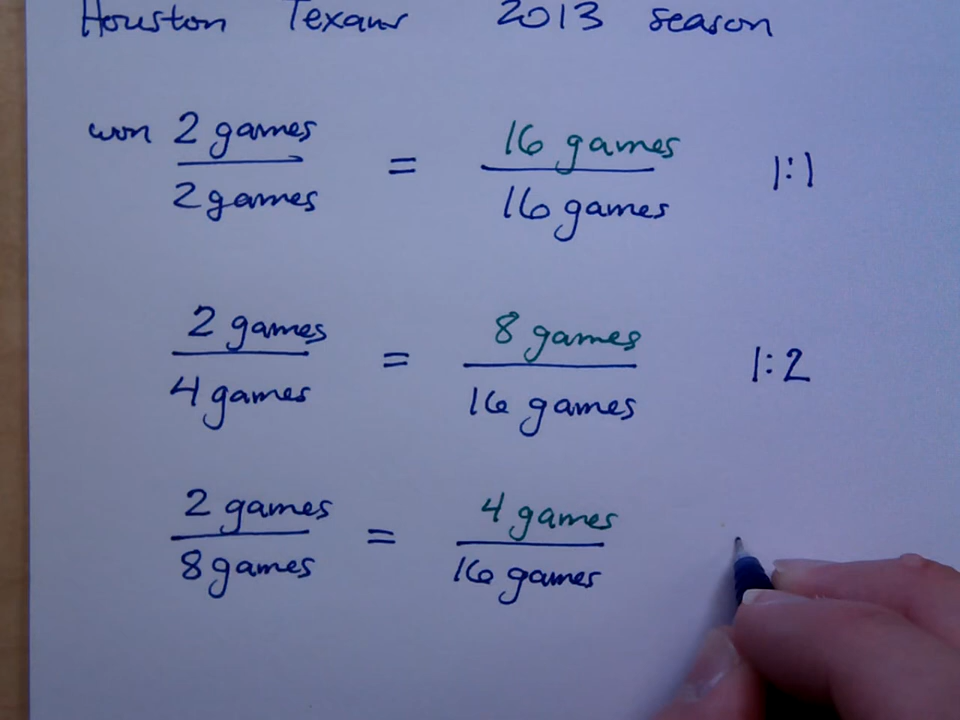 Houston Texans 2013 season
won 2 games = 16 games 1:1
2 games 16 games
2 games = 8 games 1:2
4 games 16 games
2 games = 4 games
8 games 16 games